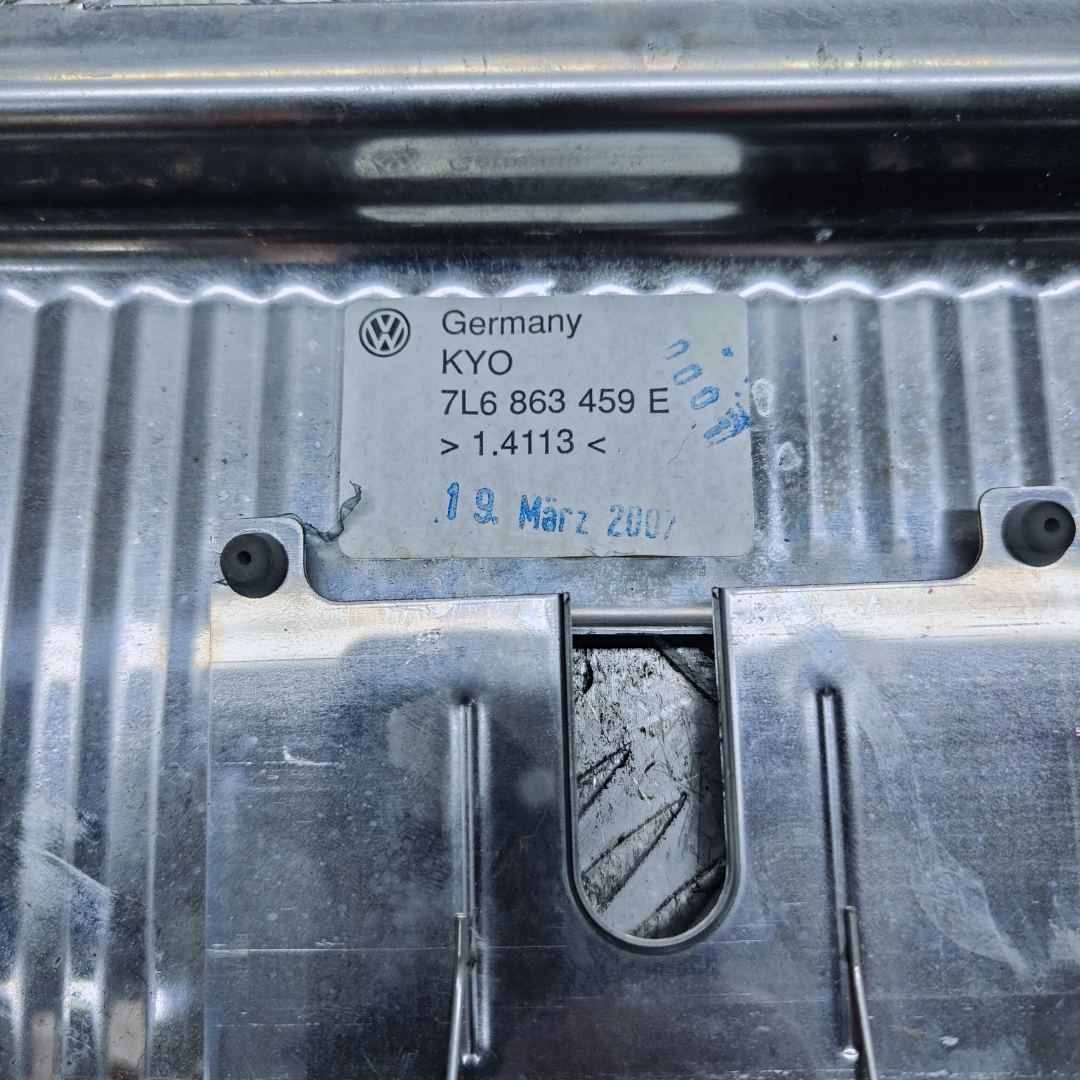 Germany
KYO
7L6 863 459 E
> 1.4113 <
19. März 2007